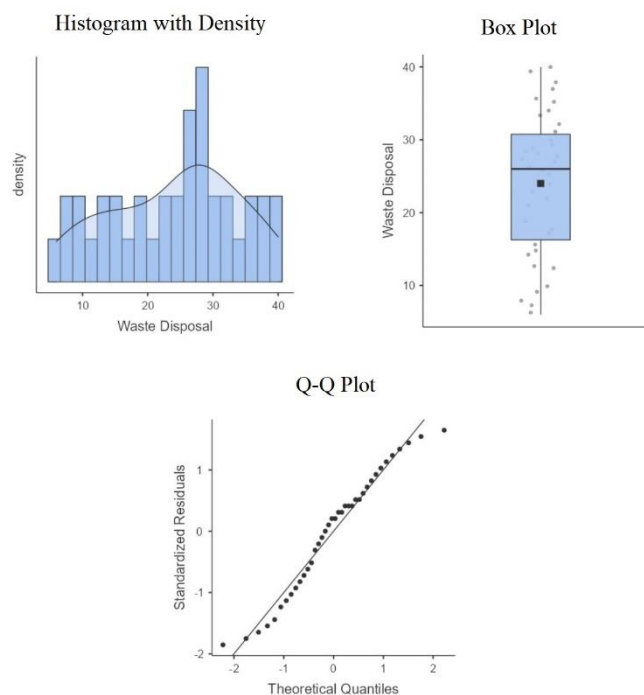 Histogram with Density
density
10
20
30
40
Waste Disposal
Box Plot
Waste Disposal
40
30
20
10
Q-Q Plot
Standardized Residuals
1
0
-1
-2
-2
-1
0
1
2
Theoretical Quantiles